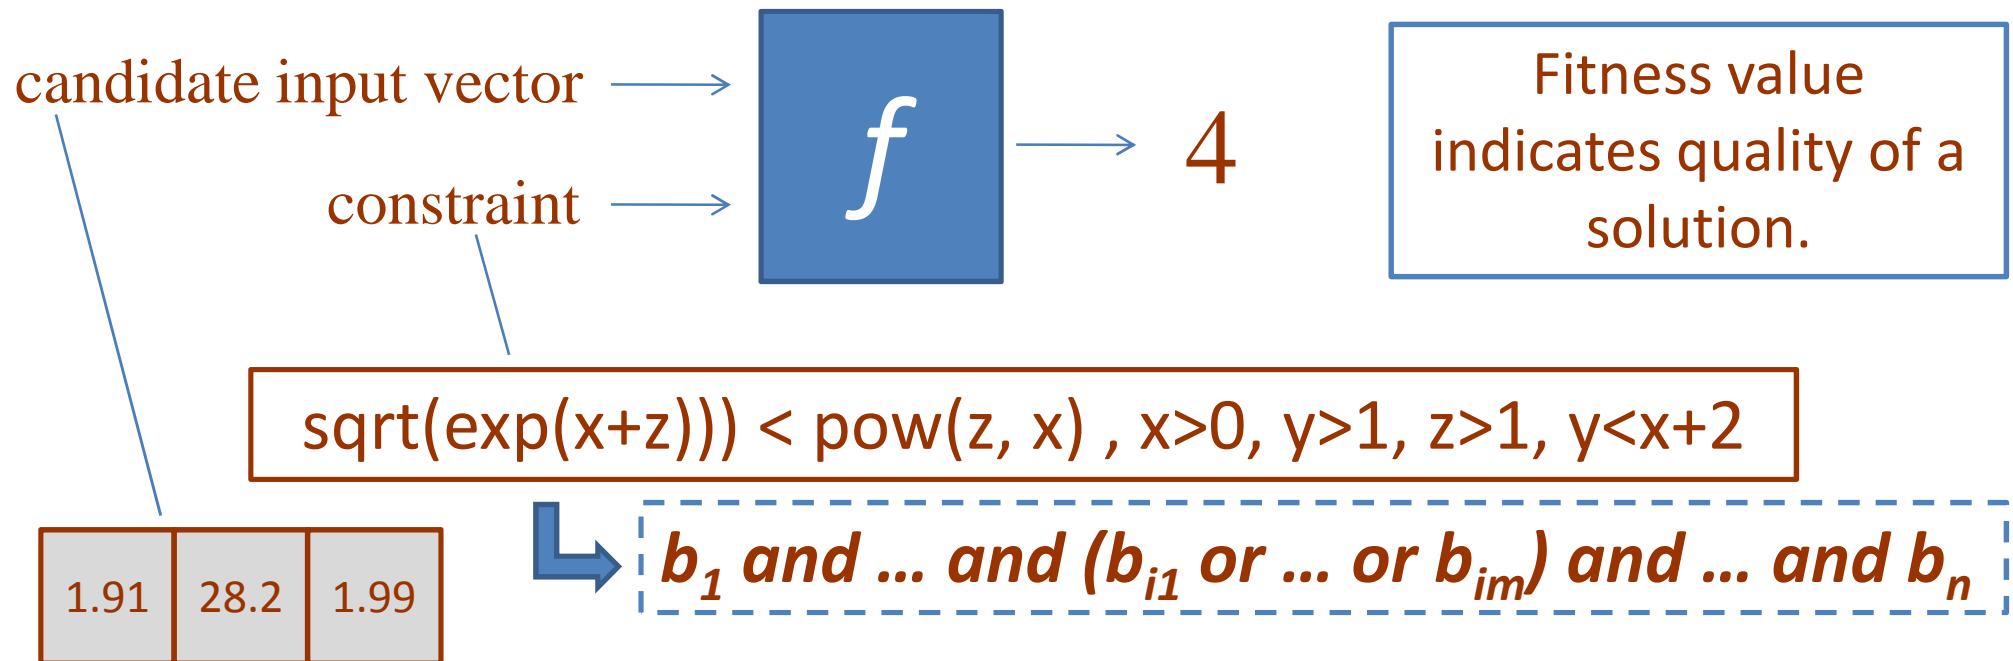 candidate input vector
constraint
f
4
Fitness value
indicates quality of a
solution.
sqrt(exp(x+z))) < pow(z, x) , x>0, y>1, z>1, y<x+2
b1 and ... and (bi1 or ... or bim) and ... and bn
1.91 28.2 1.99